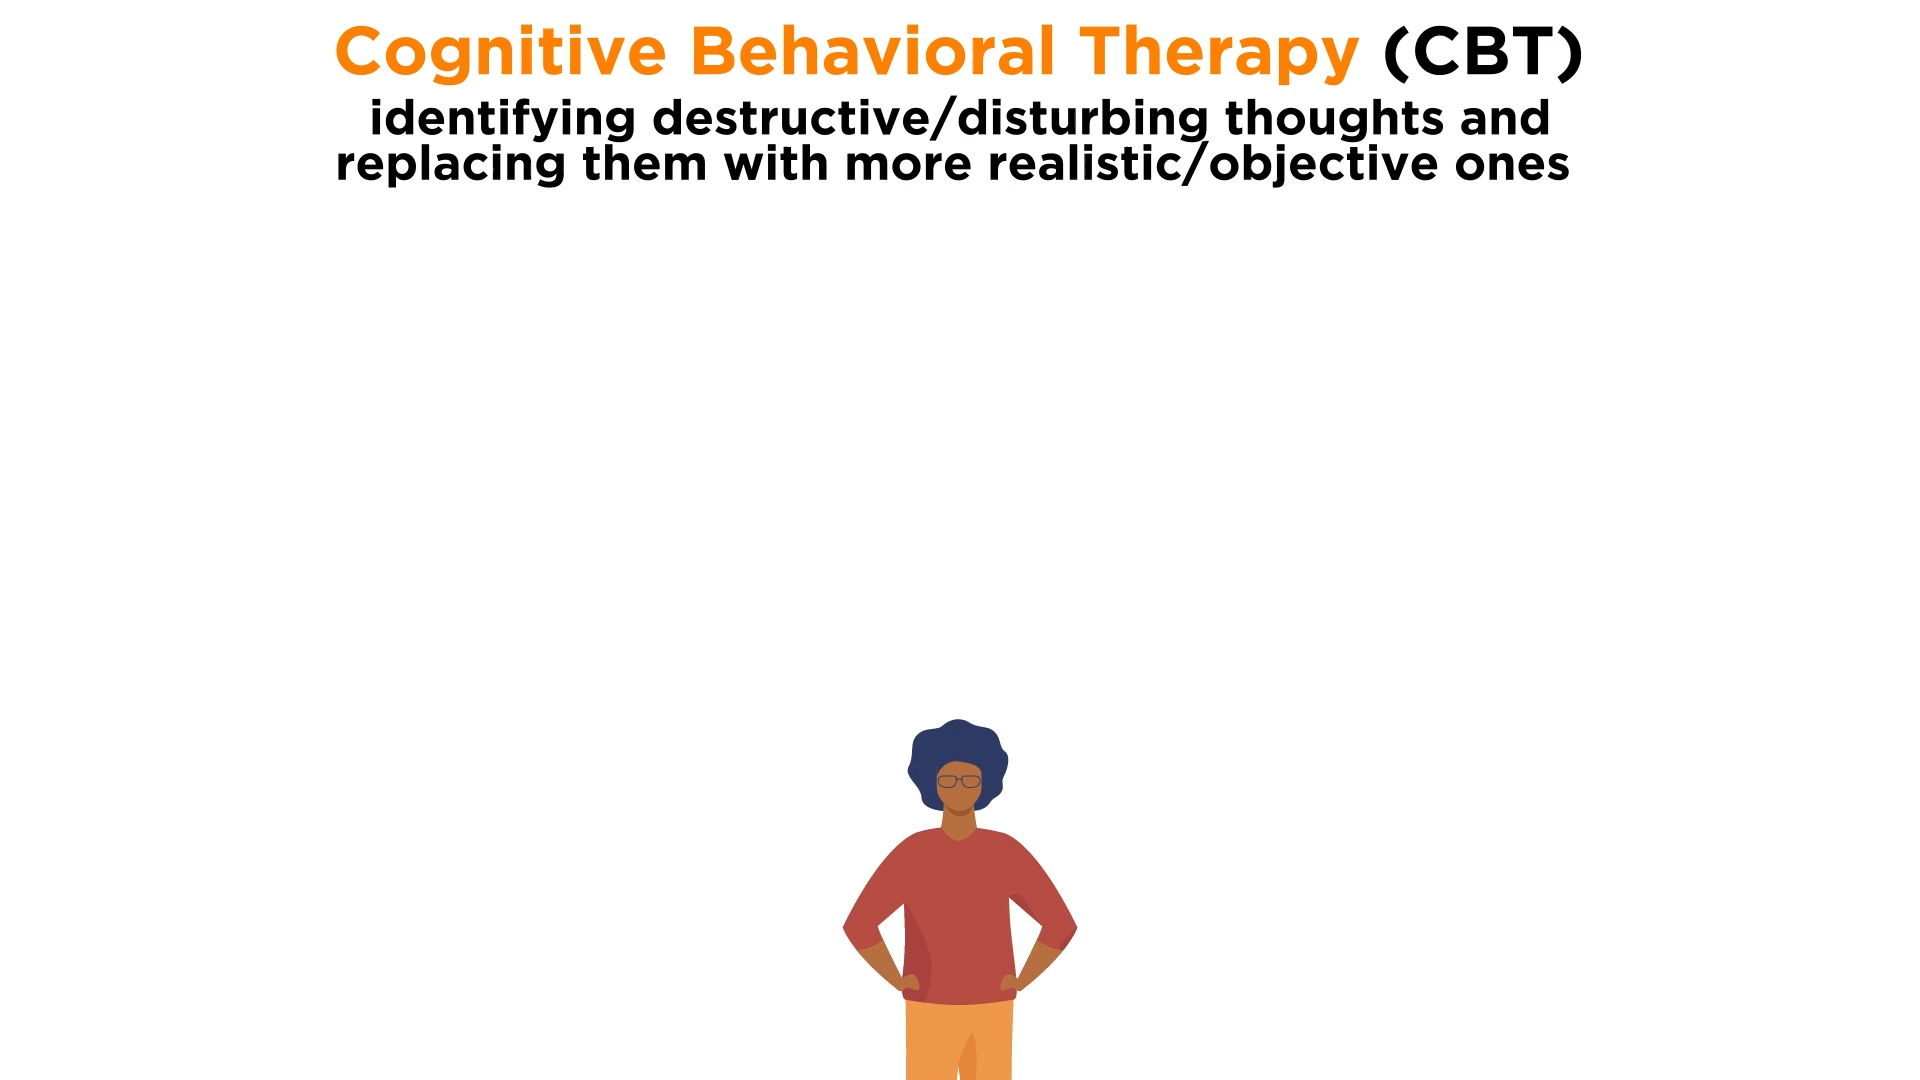 Cognitive Behavioral Therapy (CBT)
identifying destructive/disturbing thoughts and
replacing them with more realistic/objective ones